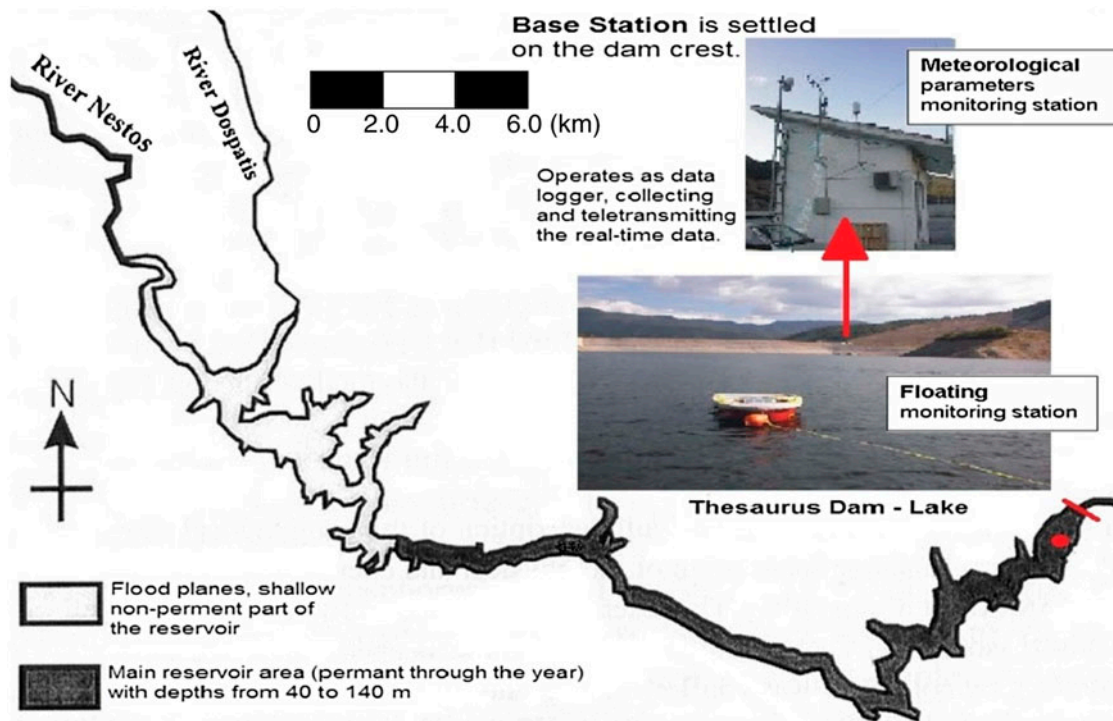 Base Station is settled
on the dam crest.
River Nestos
River Dospatis
0 2.0 4.0 6.0 (km)
Meteorological
parameters
monitoring station
Operates as data
logger, collecting
and teletransmitting
the real-time data.
N
Floating
monitoring station
Thesaurus Dam - Lake
Flood planes, shallow
non-perment part of
the reservoir
Main reservoir area (permant through the year)
with depths from 40 to 140 m